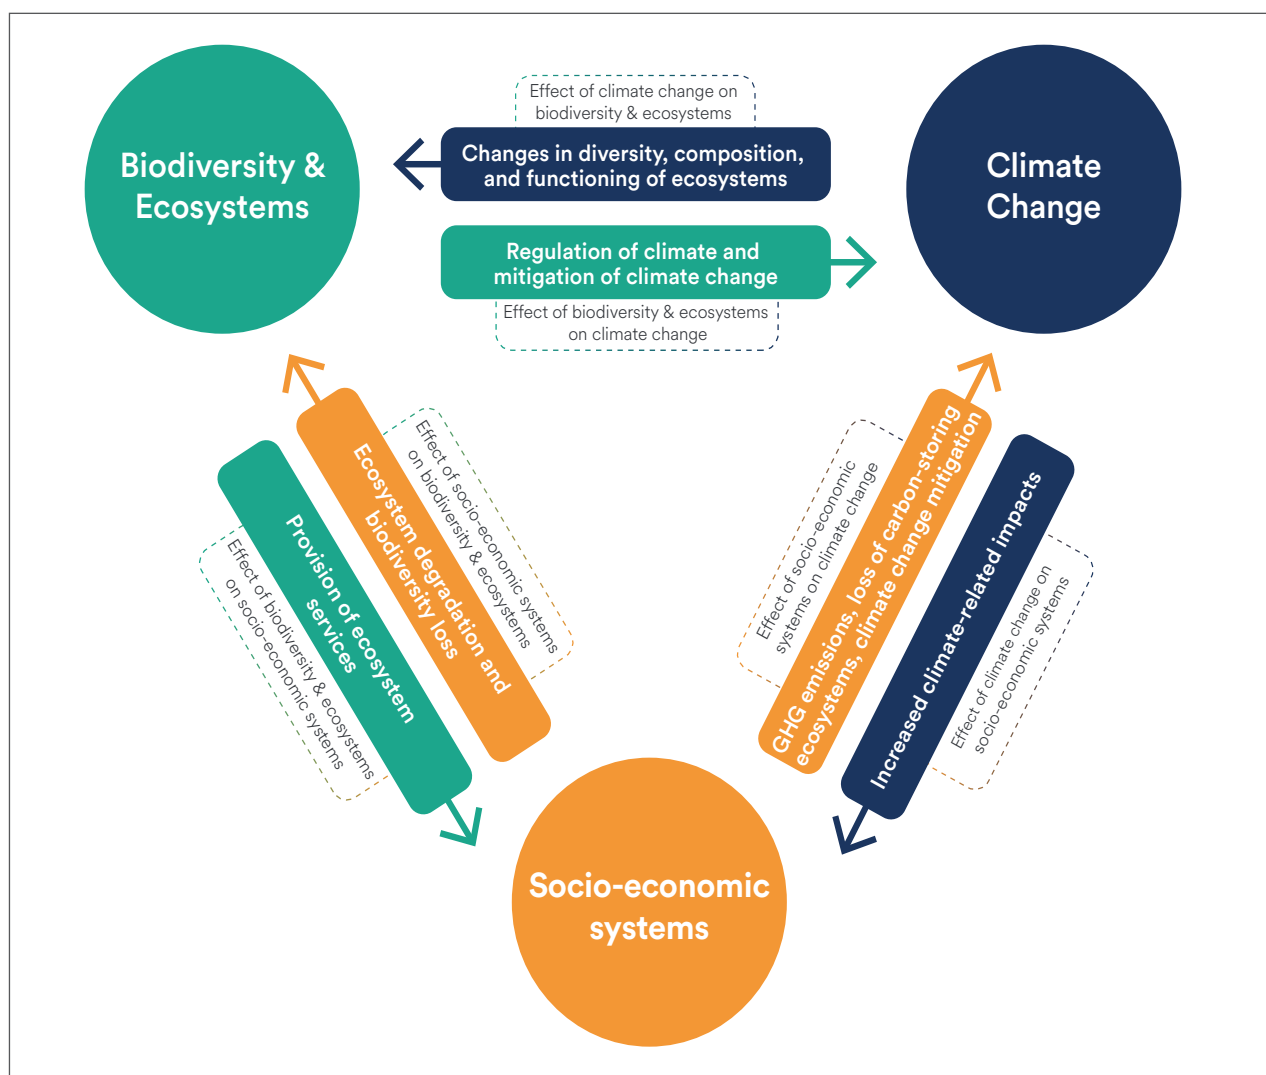 Biodiversity &
Ecosystems
Effect of climate change on
biodiversity & ecosystems
Changes in diversity, composition,
and functioning of ecosystems
Climate
Change
Regulation of climate and
mitigation of climate change
Effect of biodiversity & ecosystems
on climate change
Effect of biodiversity & ecosystems
on socio-economic systems
Provision of ecosystem
services
Ecosystem degradation and
biodiversity loss
Effect of socio-economic systems
on biodiversity & ecosystems
Effect of socio-economic
systems on climate change
GHG emissions, loss of carbon-storing
ecosystems, climate change mitigation
Increased climate-related impacts
Effect of climate change on
socio-economic systems
Socio-economic
systems